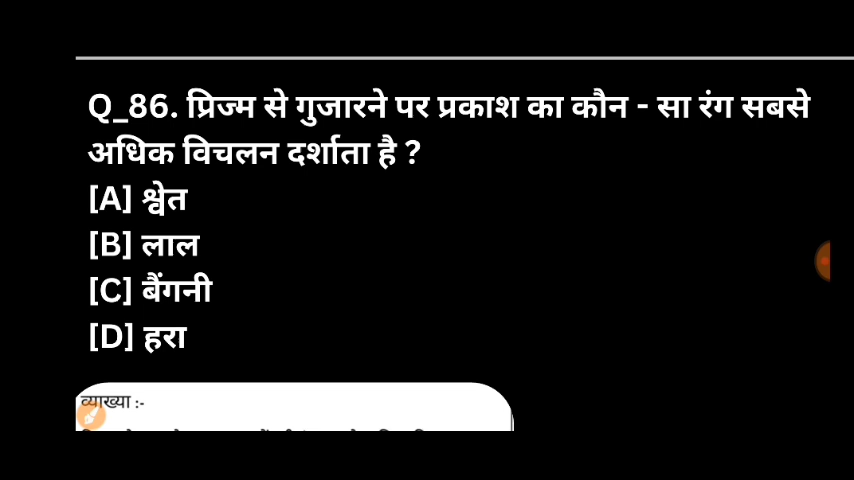 Q_86. प्रिज्म से गुजारने पर प्रकाश का कौन - सा रंग सबसे
अधिक विचलन दर्शाता है ?
[A] श्वेत
[B] लाल
[C] बैंगनी
[D] हरा
व्याख्या :-